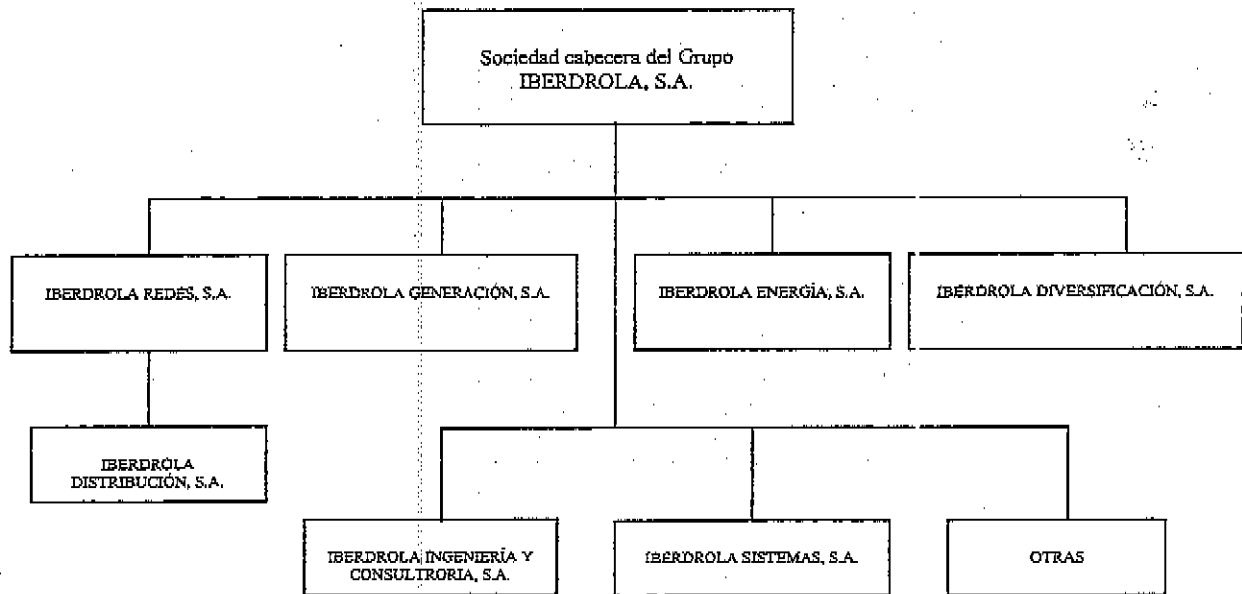 Sociedad cabecera del Grupo
IBERDROLA, S.A.
IBERDROLA REDES, S.A.
IBERDROLA GENERACIÓN, S.A.
IBERDROLA ENERGÍA, S.A.
IBERDROLA DIVERSIFICACIÓN, S.A.
IBERDROLA
DISTRIBUCIÓN, S.A.
IBERDROLA INGENIERÍA Y
CONSULTRORIA, S.A.
IBERDROLA SISTEMAS, S.A.
OTRAS